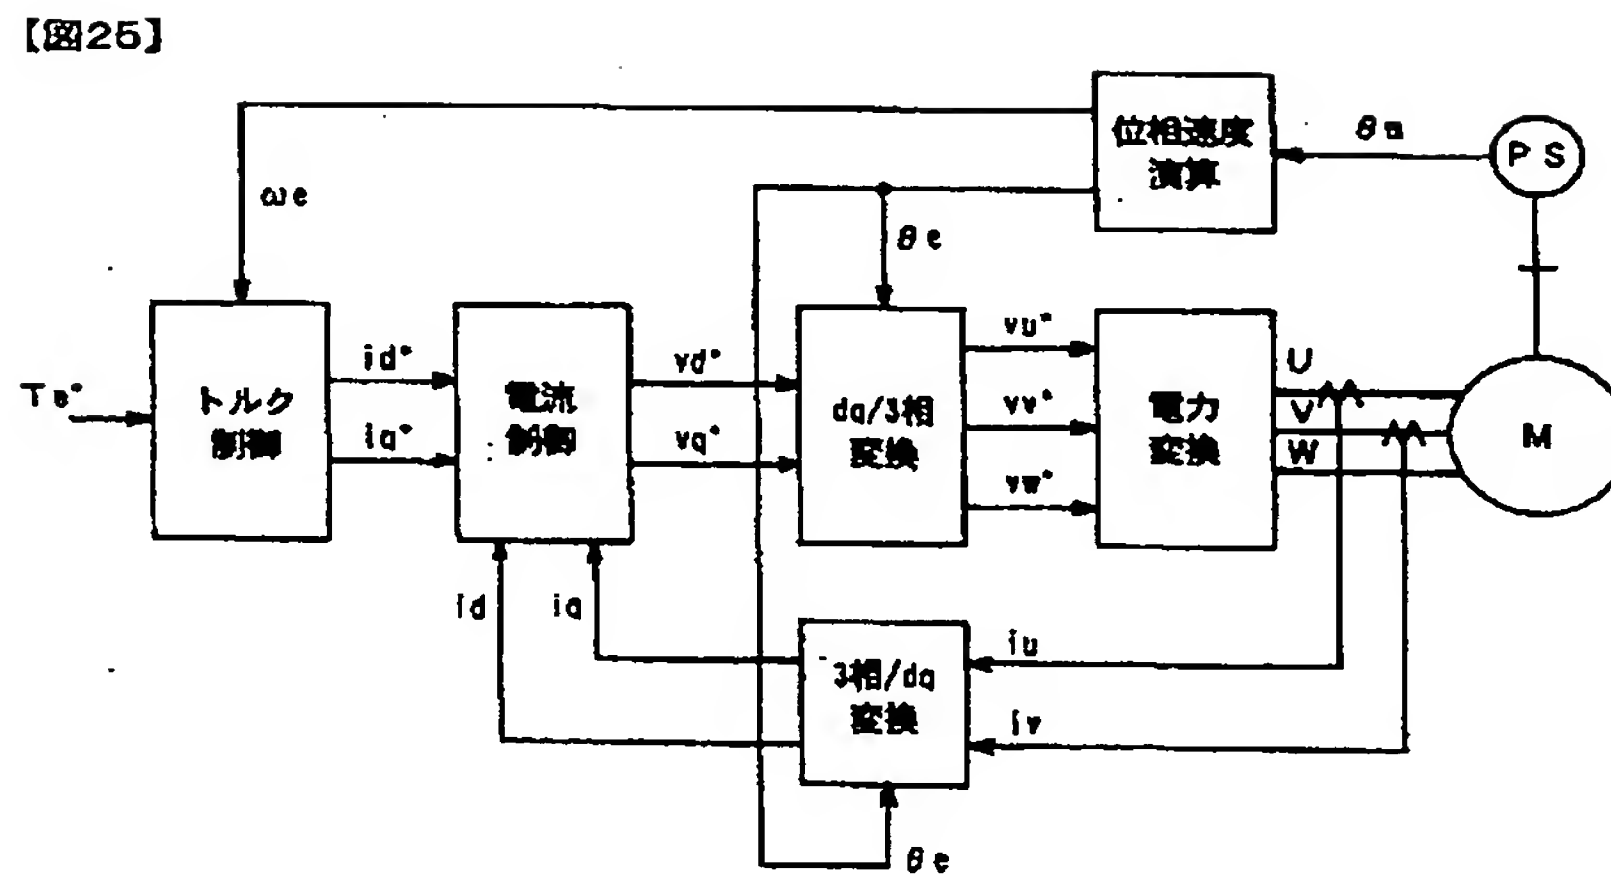 【図25】
位相速度
演算
θm
PS
ωe
θe
Te*
トルク
制御
id*
iq*
電流
制御
vd*
vq*
dq/3相
変換
vu*
vv*
vw*
電力
変換
U
V
W
M
id
iq
3相/dq
変換
iu
iv
θe